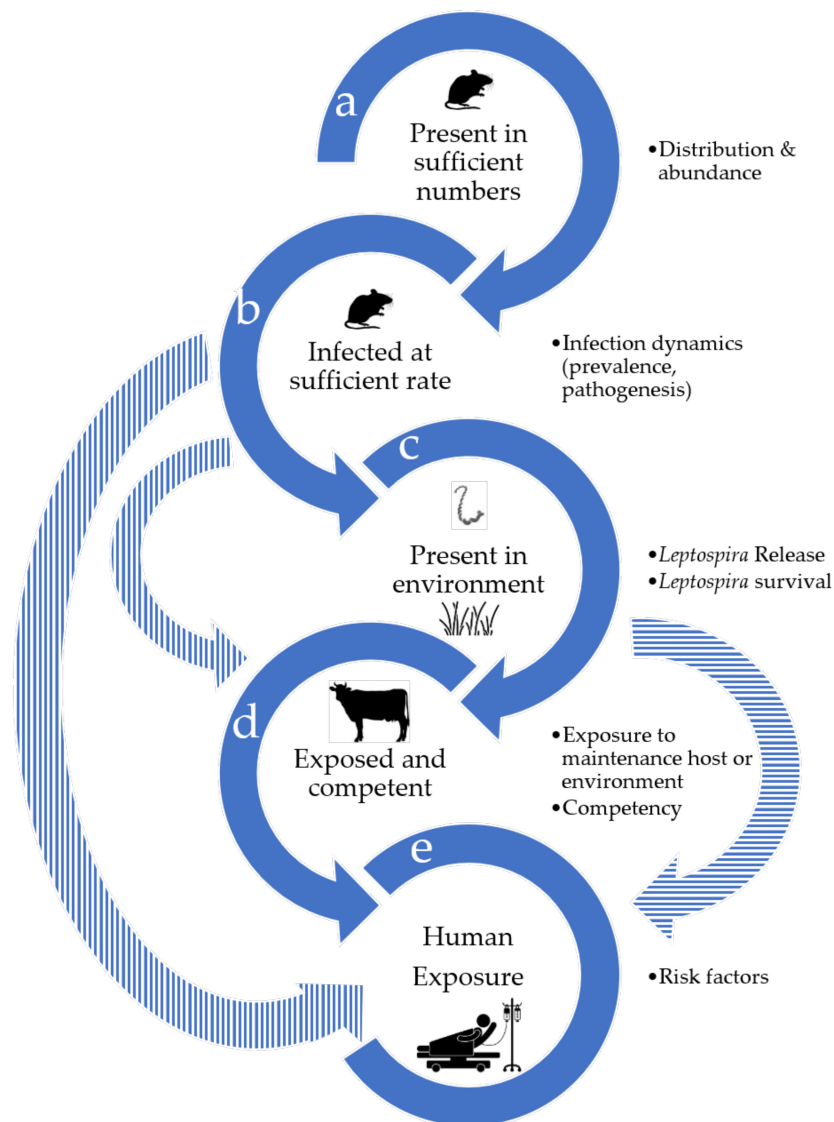 a
Present in
sufficient
numbers
•Distribution &
abundance
b
Infected at
sufficient rate
•Infection dynamics
(prevalence,
pathogenesis)
c
Present in
environment
•Leptospira Release
•Leptospira survival
d
Exposed and
competent
•Exposure to
maintenance host or
environment
•Competency
e
Human
Exposure
•Risk factors